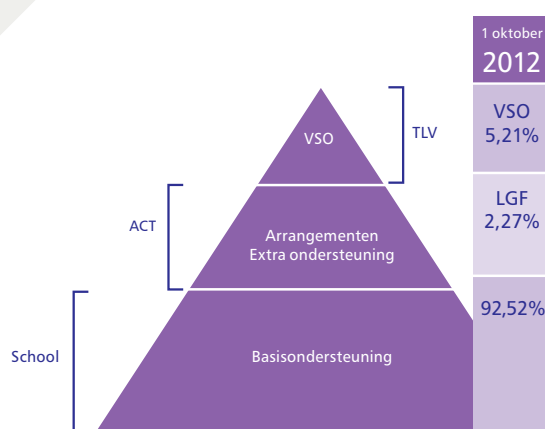 1 oktober
2012
VSO
5,21%
VSO
TLV
LGF
2,27%
ACT
Arrangementen
Extra ondersteuning
92,52%
School
Basisondersteuning